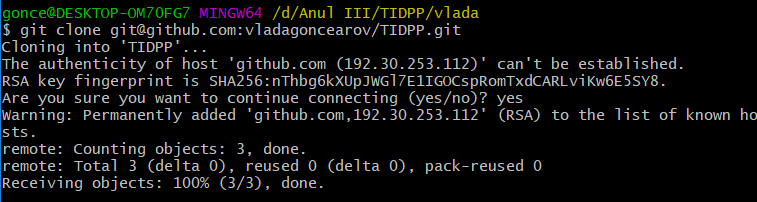 gonce@DESKTOP-OM70FG7 MINGW64 /d/Anul III/TIDPP/vlada
$ git clone git@github.com:vladagoncearov/TIDPP.git
Cloning into 'TIDPP'...
The authenticity of host 'github.com (192.30.253.112)' can't be established.
RSA key fingerprint is SHA256:nThbg6kXUpJWGl7E1IGOCspRomTxdCARLviKw6E5SY8.
Are you sure you want to continue connecting (yes/no)? yes
Warning: Permanently added 'github.com,192.30.253.112' (RSA) to the list of known ho
sts.
remote: Counting objects: 3, done.
remote: Total 3 (delta 0), reused 0 (delta 0), pack-reused 0
Receiving objects: 100% (3/3), done.